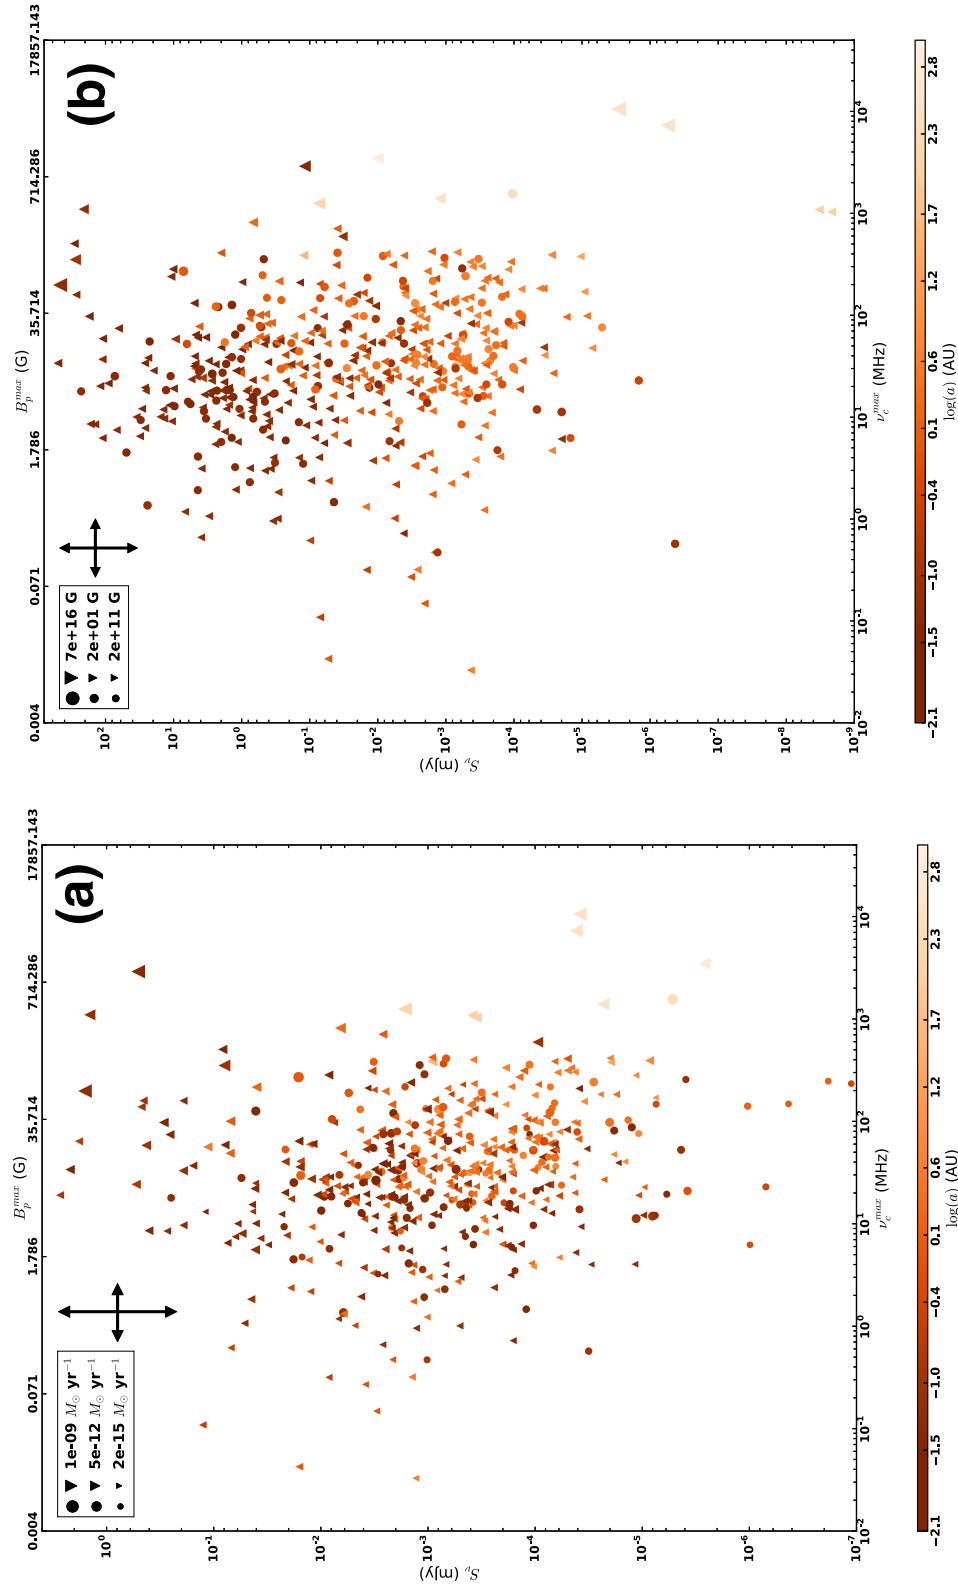 B_p^{max} (G)
0.004 0.071 1.786 35.714 714.286 17857.143
(a)
1e-09 M_⊙ yr^{−1}
5e-12 M_⊙ yr^{−1}
2e-15 M_⊙ yr^{−1}
S_ν (mJy)
10^0
10^{-1}
10^{-2}
10^{-3}
10^{-4}
10^{-5}
10^{-6}
10^{-7}
10^{-2} 10^{-1} 10^0 10^1 10^2 10^3 10^4
ν_c^{max} (MHz)
−2.1 −1.5 −1.0 −0.4 0.1 0.6 1.2 1.7 2.3 2.8
log(a) (AU)
B_p^{max} (G)
0.004 0.071 1.786 35.714 714.286 17857.143
(b)
7e+16 G
2e+01 G
2e+11 G
S_ν (mJy)
10^2
10^1
10^0
10^{-1}
10^{-2}
10^{-3}
10^{-4}
10^{-5}
10^{-6}
10^{-7}
10^{-8}
10^{-9}
10^{-2} 10^{-1} 10^0 10^1 10^2 10^3 10^4
ν_c^{max} (MHz)
−2.1 −1.5 −1.0 −0.4 0.1 0.6 1.2 1.7 2.3 2.8
log(a) (AU)